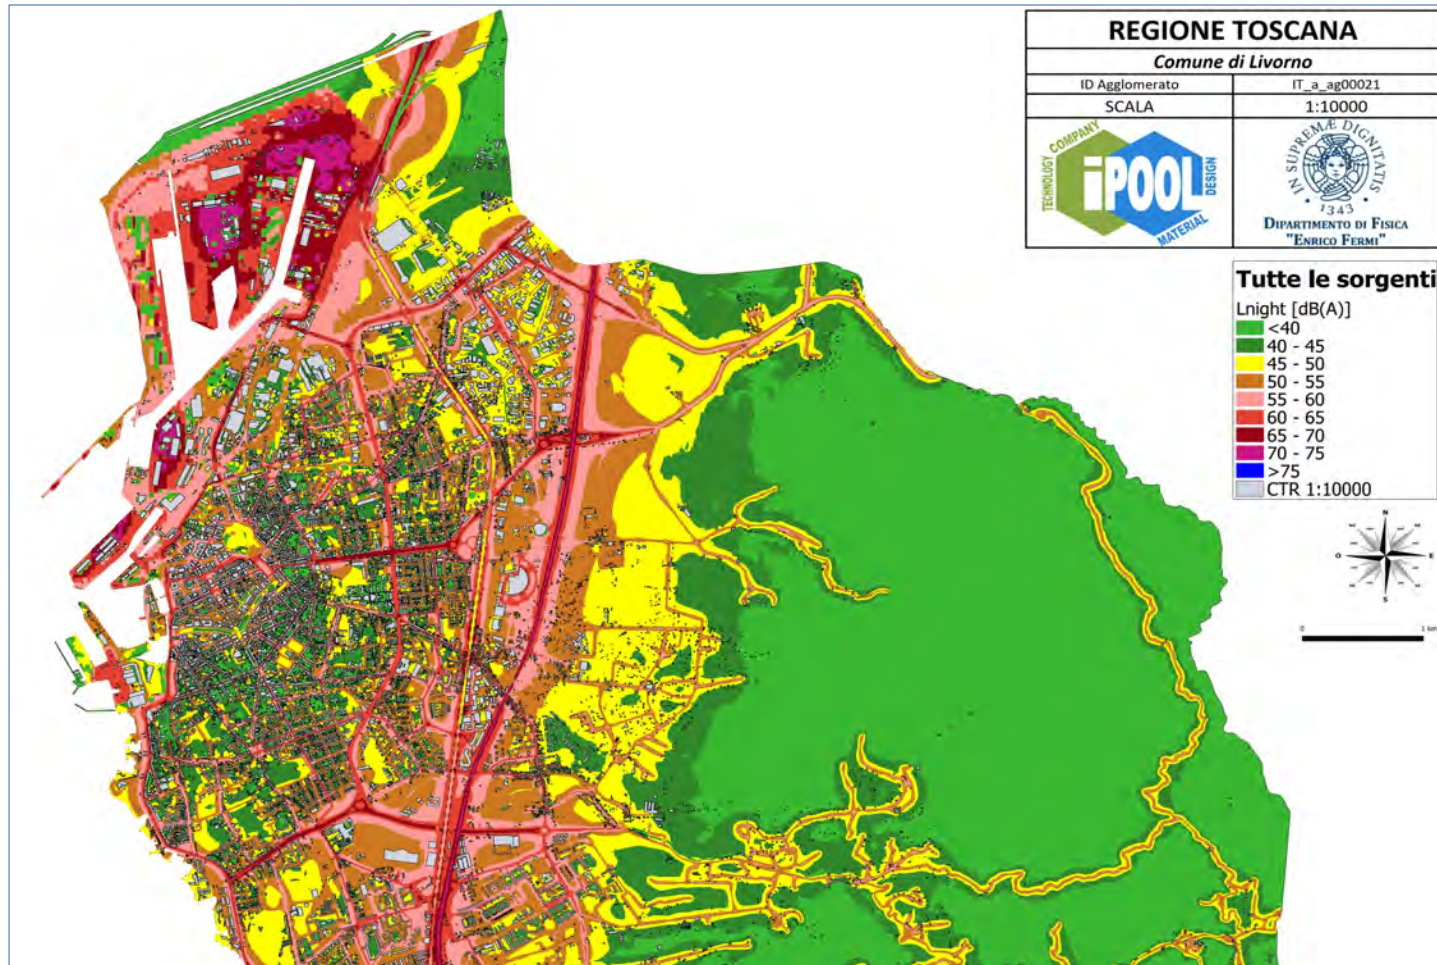 REGIONE TOSCANA
Comune di Livorno
ID Agglomerato IT_a_ag00021
SCALA 1:10000
TECHNOLOGY COMPANY
iPOOL
DESIGN
MATERIAL
IN SUPREMÆ DIGNITATIS
• 1343 •
DIPARTIMENTO DI FISICA
"ENRICO FERMI"
Tutte le sorgenti
Lnight [dB(A)]
<40
40 - 45
45 - 50
50 - 55
55 - 60
60 - 65
65 - 70
70 - 75
>75
CTR 1:10000
N
O
E
S
0 1 km